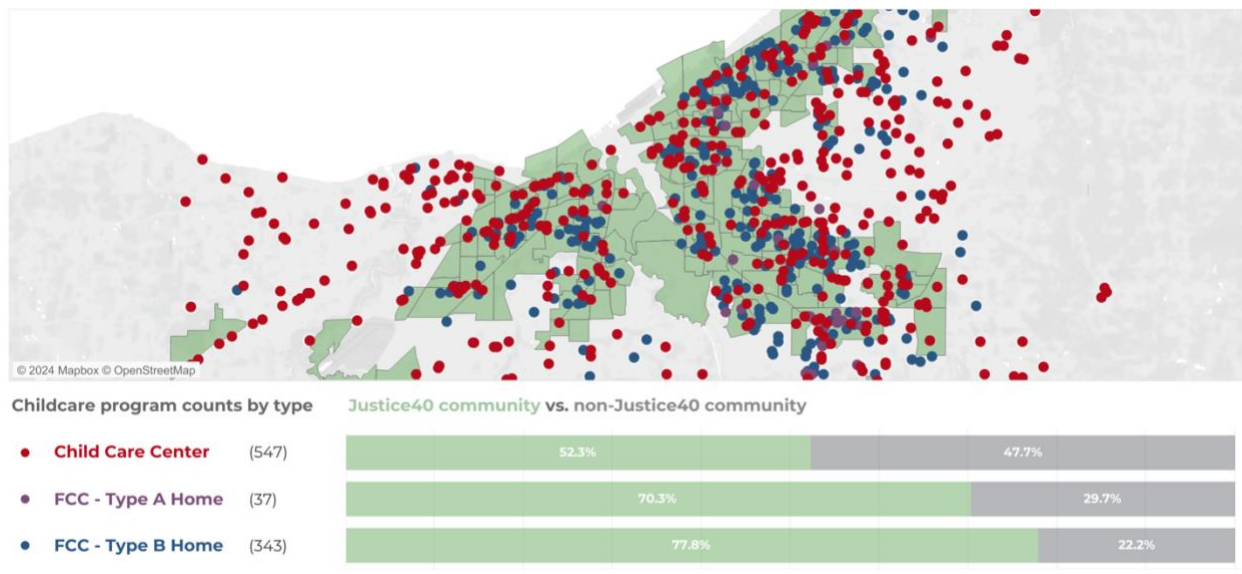 © 2024 Mapbox © OpenStreetMap
Childcare program counts by type Justice40 community vs. non-Justice40 community
Child Care Center (547) 52.3% 47.7%
FCC - Type A Home (37) 70.3% 29.7%
FCC - Type B Home (343) 77.8% 22.2%